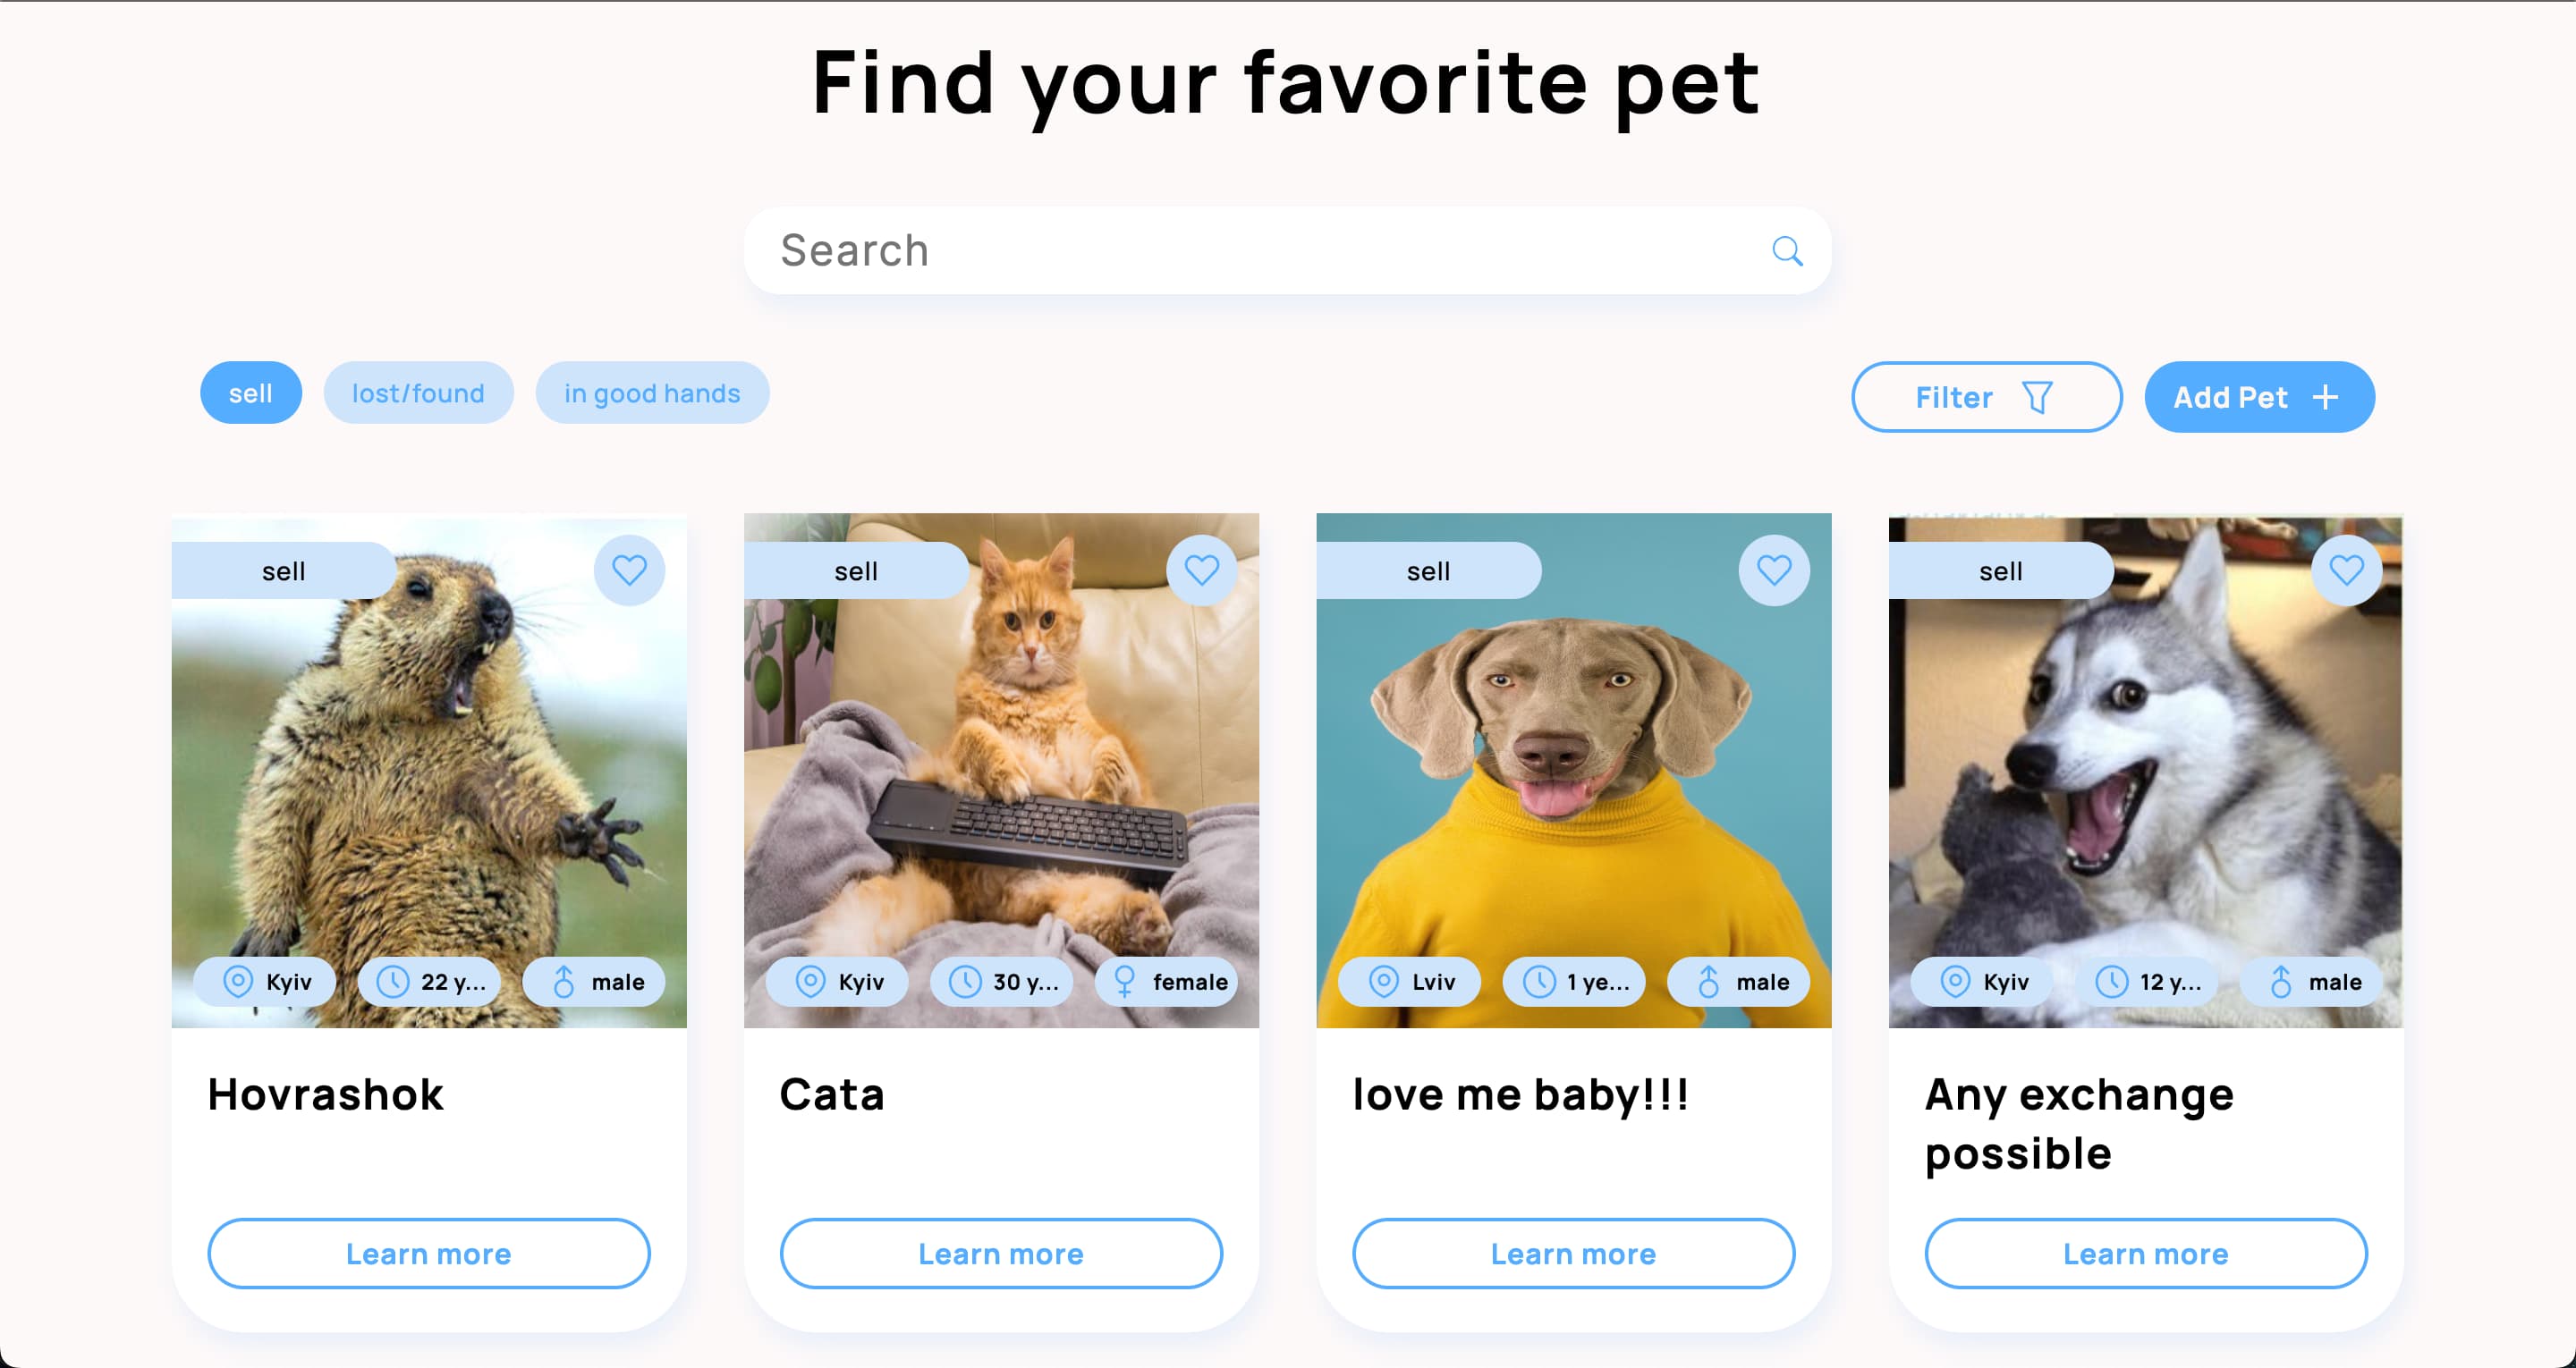 Find your favorite pet
Search
sell
lost/found
in good hands
Filter
Add Pet
sell
sell
sell
sell
Kyiv
22 y...
male
Kyiv
30 y...
female
Lviv
1 ye...
male
Kyiv
12 y...
male
Hovrashok
Cata
love me baby!!!
Any exchange
possible
Learn more
Learn more
Learn more
Learn more